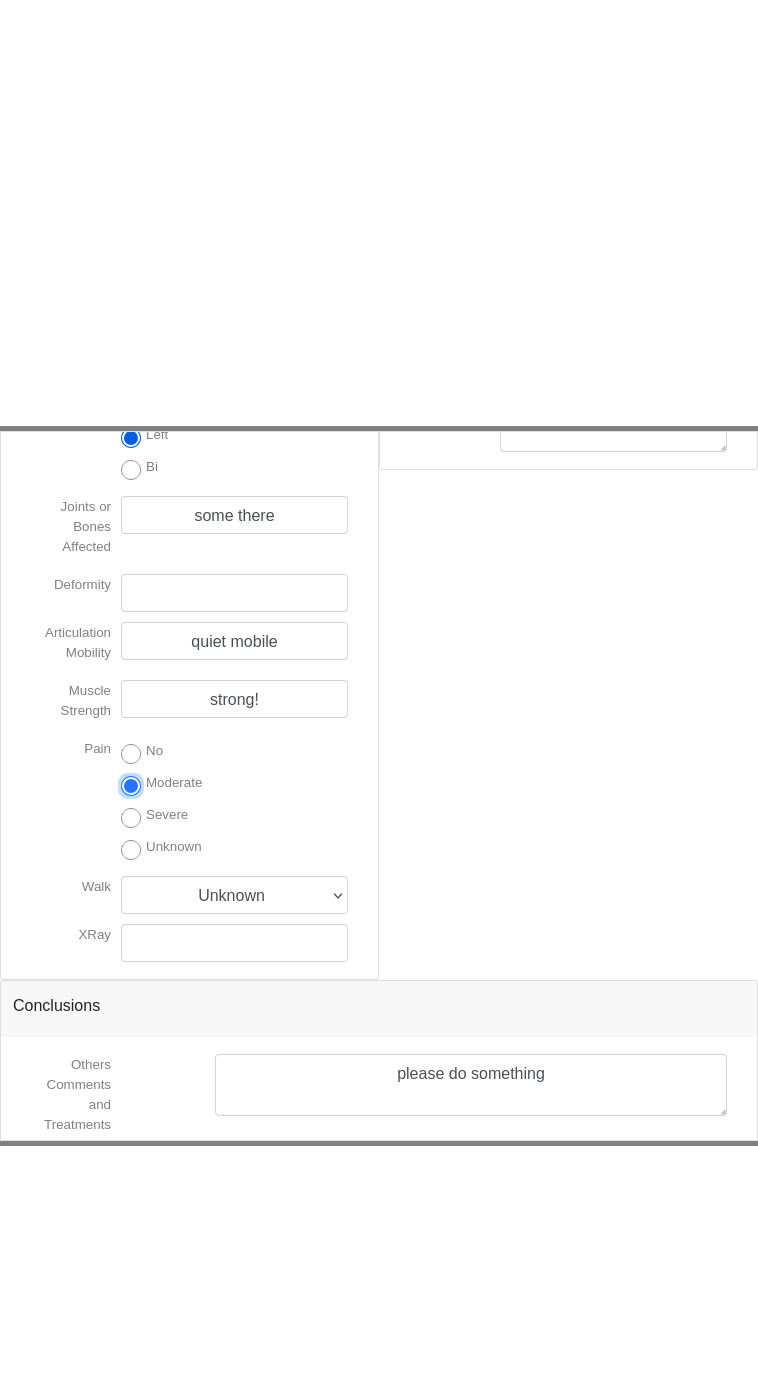 Left
Bi
Joints or
Bones
Affected
some there
Deformity
Articulation
Mobility
quiet mobile
Muscle
Strength
strong!
Pain
No
Moderate
Severe
Unknown
Walk
Unknown
XRay
Conclusions
Others
Comments
and
Treatments
please do something